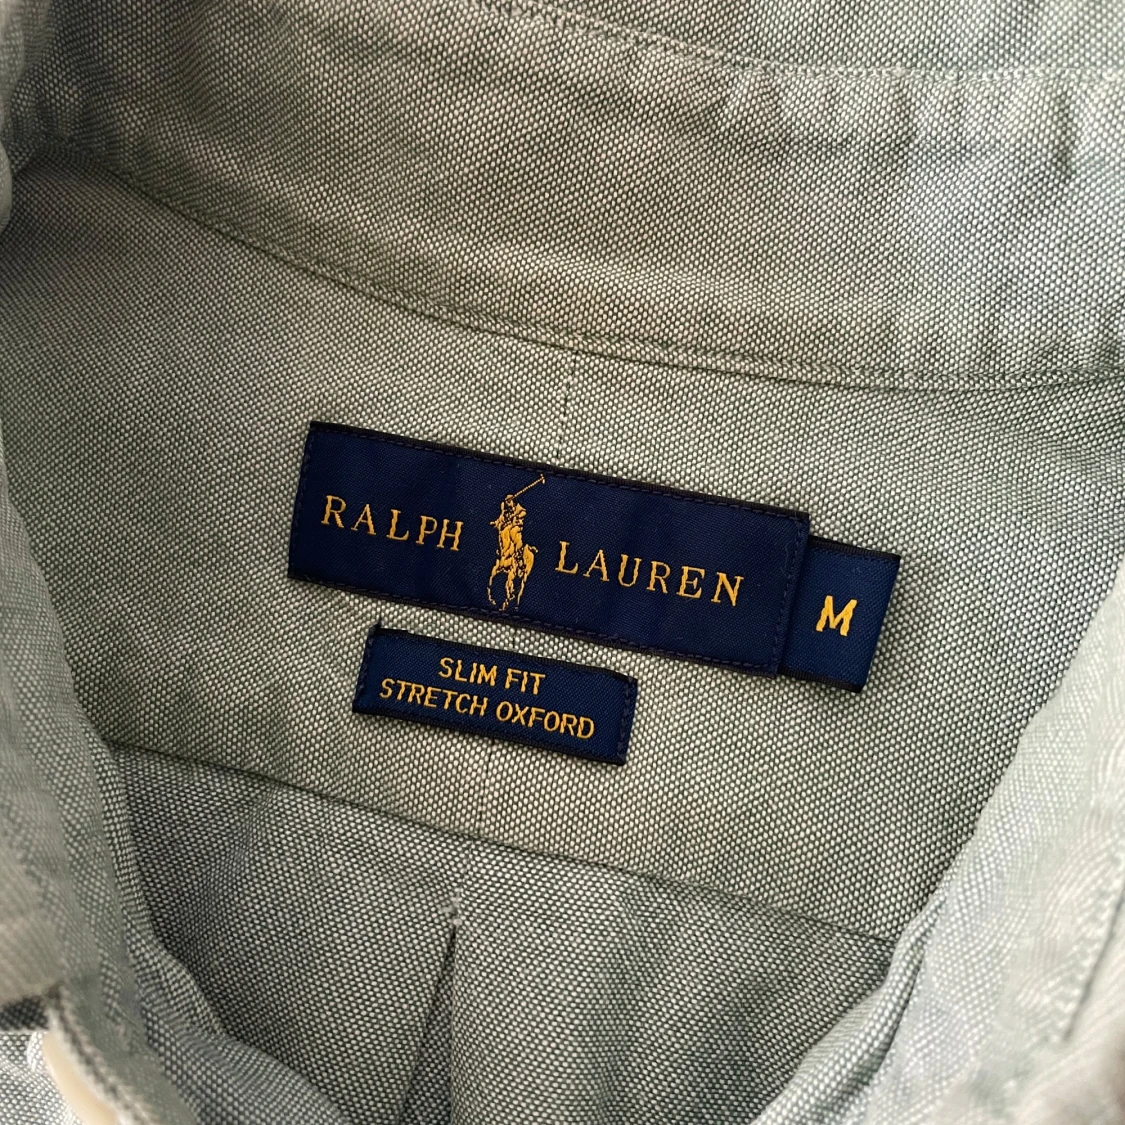 RALPH LAUREN
M
SLIM FIT
STRETCH OXFORD